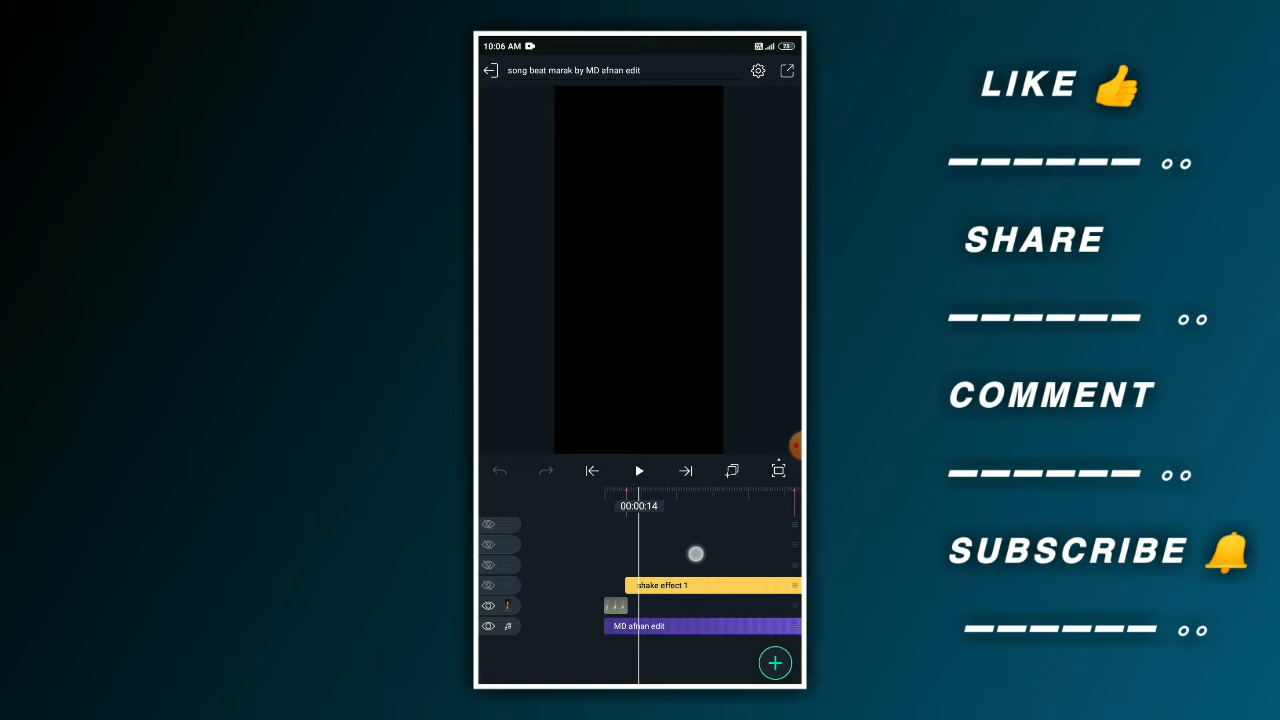 10:06 AM
song beat marak by MD afnan edit
00:00:14
shake effect 1
MD afnan edit
LIKE 👍
SHARE
COMMENT
SUBSCRIBE 🔔